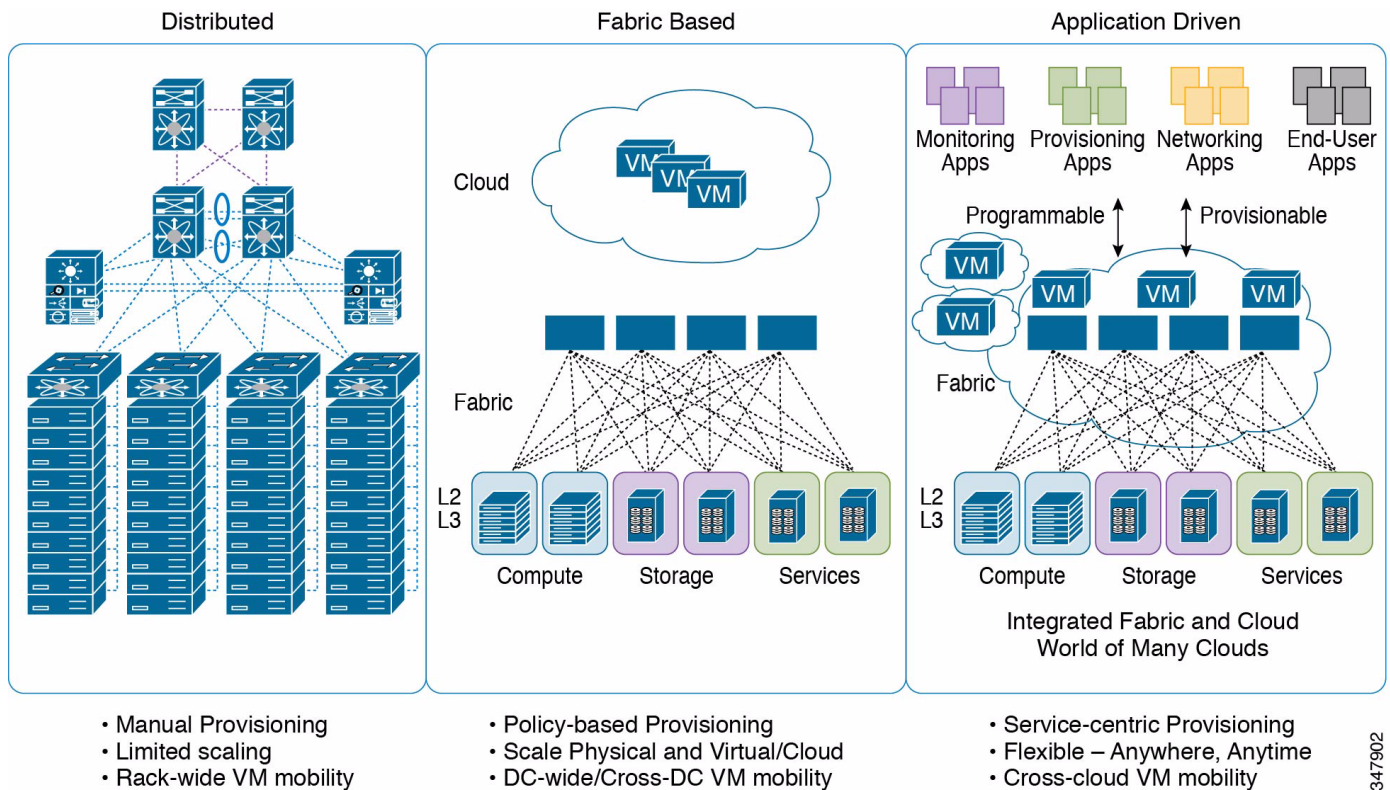 Distributed
Fabric Based
Application Driven
Monitoring
Apps
Provisioning
Apps
Networking
Apps
End-User
Apps
Cloud
VM
VM
VM
Programmable
Provisionable
VM
VM
VM
VM
VM
Fabric
Fabric
L2
L3
Compute
Storage
Services
L2
L3
Compute
Storage
Services
Integrated Fabric and Cloud
World of Many Clouds
• Manual Provisioning
• Limited scaling
• Rack-wide VM mobility
• Policy-based Provisioning
• Scale Physical and Virtual/Cloud
• DC-wide/Cross-DC VM mobility
• Service-centric Provisioning
• Flexible – Anywhere, Anytime
• Cross-cloud VM mobility
347902